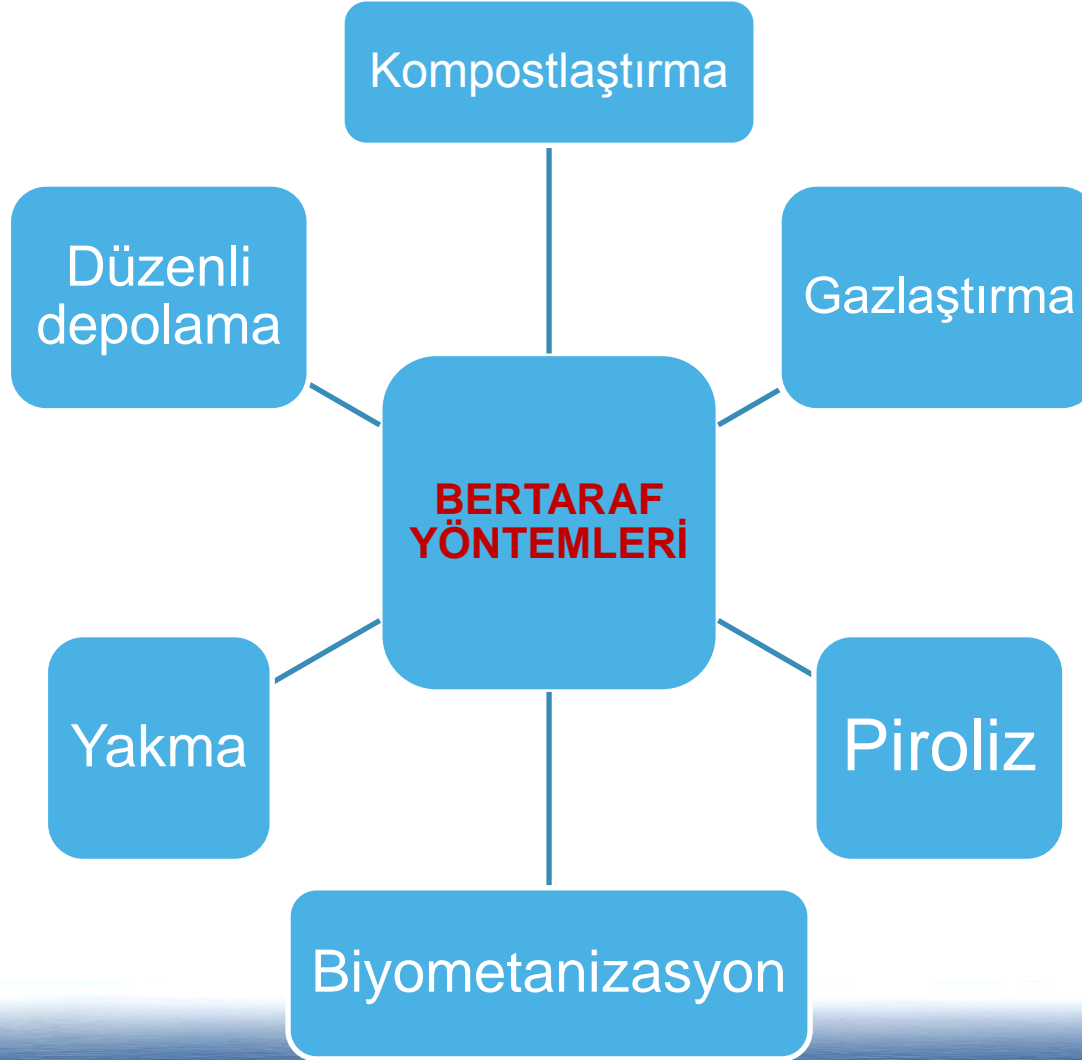 Kompostlaştırma
Düzenli
depolama
Gazlaştırma
BERTARAF
YÖNTEMLERİ
Yakma
Piroliz
Biyometanizasyon